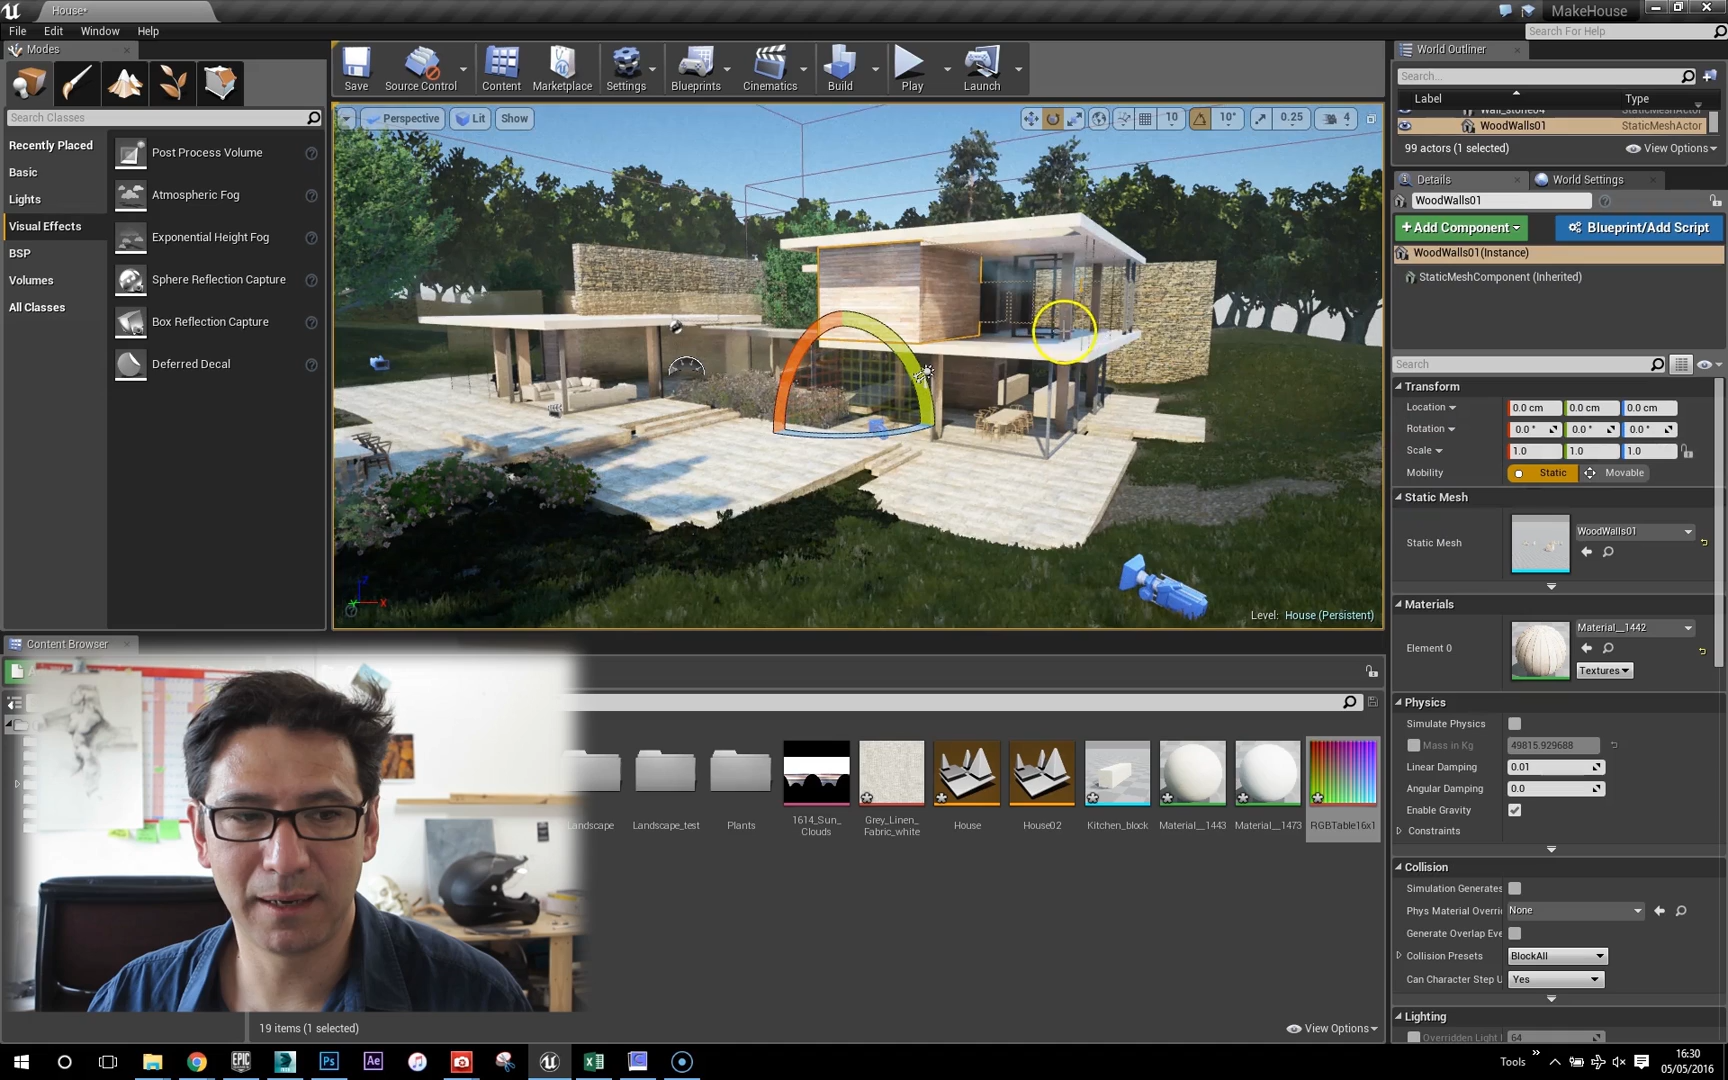 House*
MakeHouse
File Edit Window Help
Search For Help
Modes
Save Source Control Content Marketplace Settings Blueprints Cinematics Build Play Launch
World Outliner
Search...
Label Type
Search Classes
Perspective Lit Show
10 10° 0.25 4
WoodWalls01 StaticMeshActor
99 actors (1 selected) View Options
Recently Placed
Basic
Lights
Visual Effects
BSP
Volumes
All Classes
Post Process Volume
Atmospheric Fog
Exponential Height Fog
Sphere Reflection Capture
Box Reflection Capture
Deferred Decal
Details World Settings
WoodWalls01
+Add Component Blueprint/Add Script
WoodWalls01(Instance)
StaticMeshComponent (Inherited)
Search
Transform
Location 0.0 cm 0.0 cm 0.0 cm
Rotation 0.0 ° 0.0 ° 0.0 °
Scale 1.0 1.0 1.0
Mobility Static Movable
Static Mesh
Static Mesh WoodWalls01
Level: House (Persistent)
Materials
Element 0 Material__1442
Textures
Physics
Simulate Physics
Mass in Kg 49815.929688
Linear Damping 0.01
Angular Damping 0.0
Enable Gravity
Constraints
Collision
Simulation Generates
Phys Material Overri None
Generate Overlap Eve
Collision Presets BlockAll
Can Character Step U Yes
Lighting
Overridden Light 64
Content Browser
Landscape Landscape_test Plants 1614_Sun_Clouds Grey_Linen_Fabric_white House House02 Kitchen_block Material__1443 Material__1473 RGBTable16x1
19 items (1 selected) View Options
EPIC Ps Ae
Tools 16:30
05/05/2016